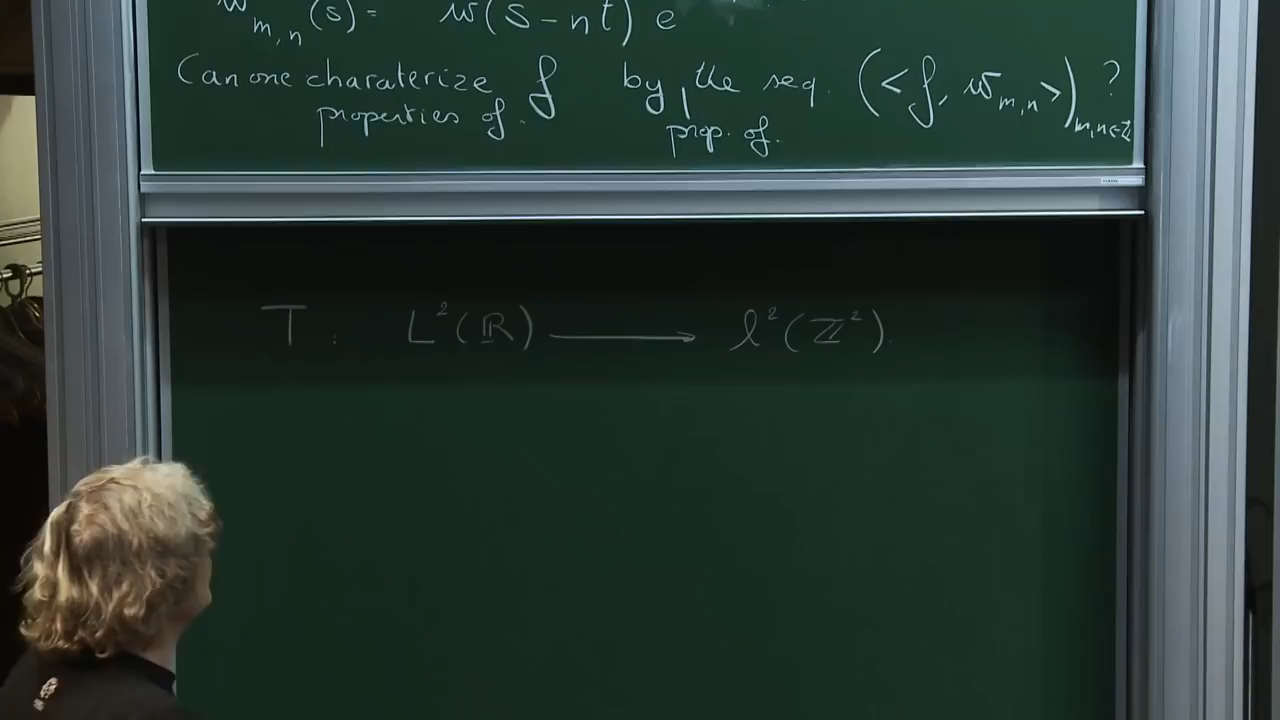 w_{m,n}(s) = w(s - nt) e
Can one charaterize f by the seq. (<f, w_{m,n}>)_{m,n∈ℤ} ?
properties of. prop. of.
T : L²(ℝ) ⟶ l²(ℤ²).